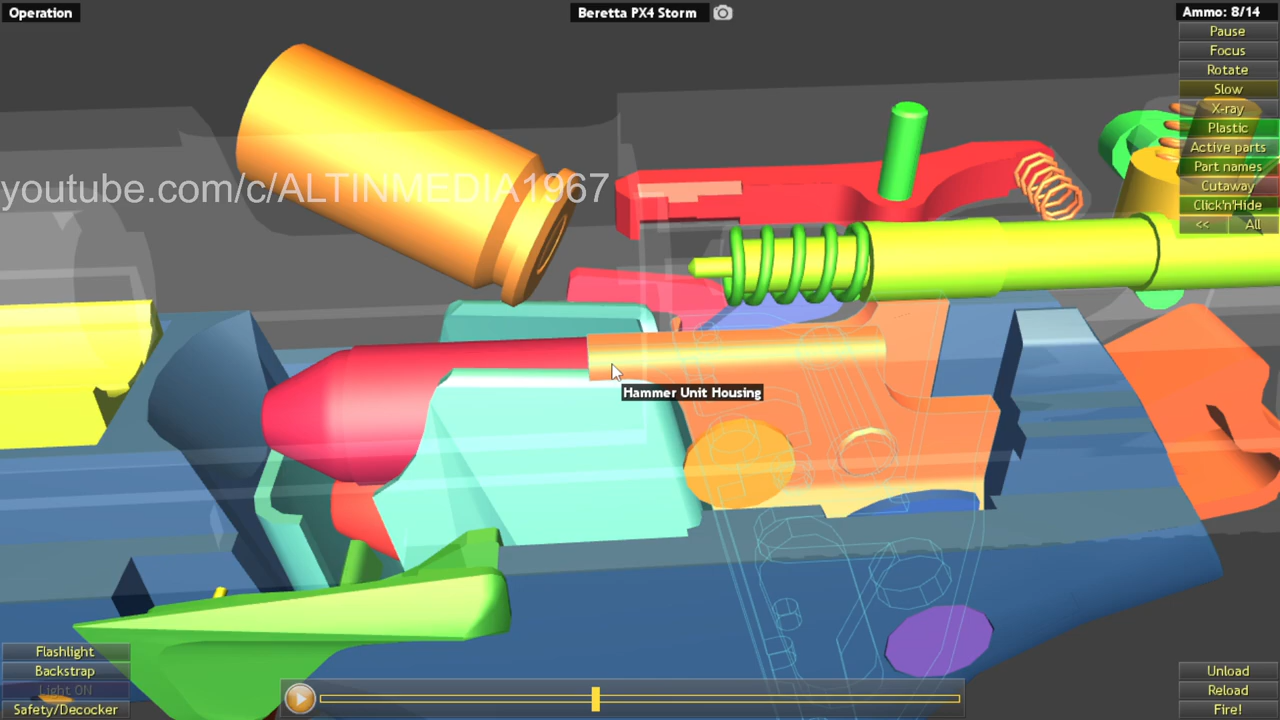 Operation
Beretta PX4 Storm
Ammo: 8/14
Pause
Focus
Rotate
Slow
X-ray
Plastic
Active parts
Part names
Cutaway
Click'n'Hide
<< All
youtube.com/c/ALTINMEDIA1967
Hammer Unit Housing
Flashlight
Backstrap
Light ON
Safety/Decocker
Unload
Reload
Fire!